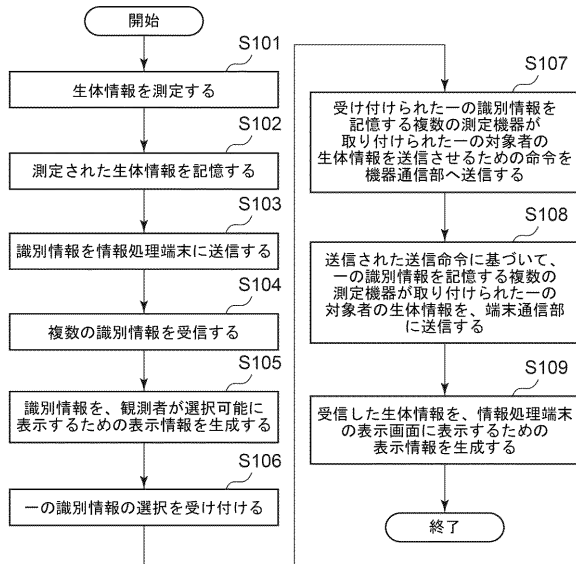 開始
S101
生体情報を測定する
S102
測定された生体情報を記憶する
S103
識別情報を情報処理端末に送信する
S104
複数の識別情報を受信する
S105
識別情報を、観測者が選択可能に
表示するための表示情報を生成する
S106
一の識別情報の選択を受け付ける
S107
受け付けられた一の識別情報を
記憶する複数の測定機器が
取り付けられた一の対象者の
生体情報を送信させるための命令を
機器通信部へ送信する
S108
送信された送信命令に基づいて、
一の識別情報を記憶する複数の
測定機器が取り付けられた一の
対象者の生体情報を、端末通信部
に送信する
S109
受信した生体情報を、情報処理端末
の表示画面に表示するための
表示情報を生成する
終了